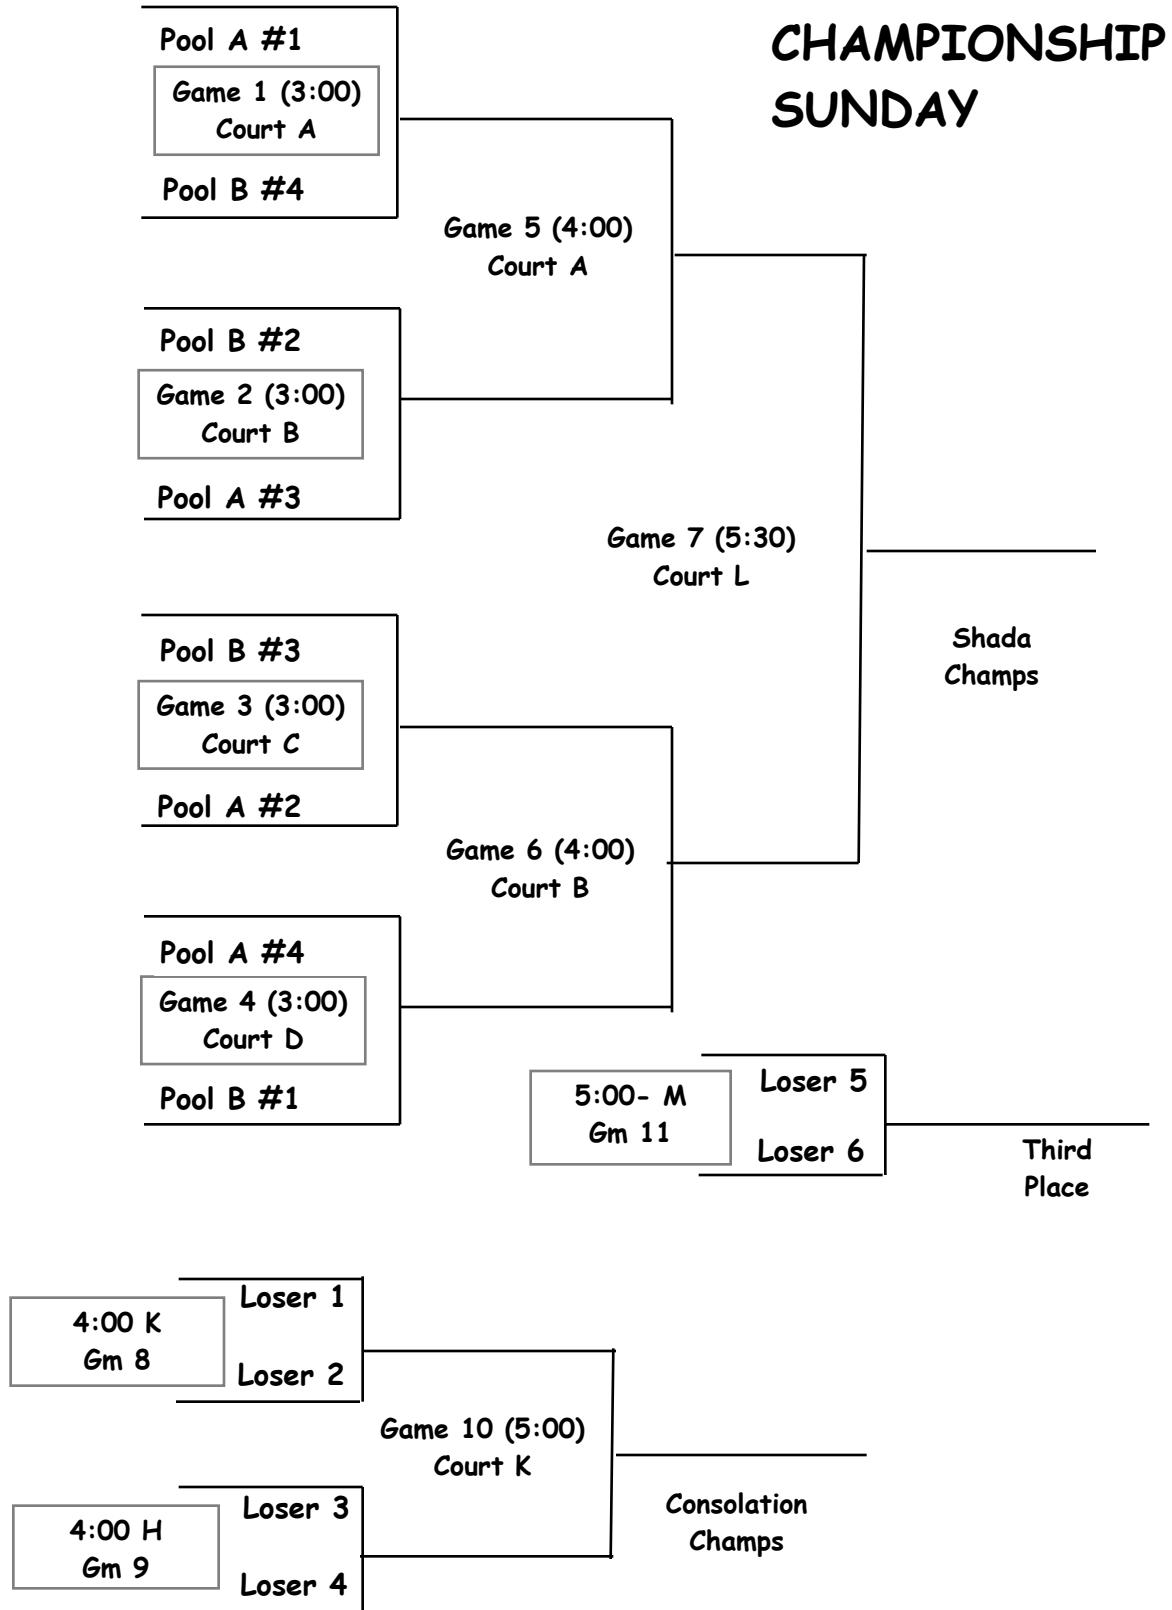 CHAMPIONSHIP
SUNDAY
Pool A #1
Game 1 (3:00)
Court A
Pool B #4
Game 5 (4:00)
Court A
Pool B #2
Game 2 (3:00)
Court B
Pool A #3
Game 7 (5:30)
Court L
Shada
Champs
Pool B #3
Game 3 (3:00)
Court C
Pool A #2
Game 6 (4:00)
Court B
Pool A #4
Game 4 (3:00)
Court D
Pool B #1
5:00- M
Gm 11
Loser 5
Loser 6
Third
Place
4:00 K
Gm 8
Loser 1
Loser 2
Game 10 (5:00)
Court K
Consolation
Champs
4:00 H
Gm 9
Loser 3
Loser 4